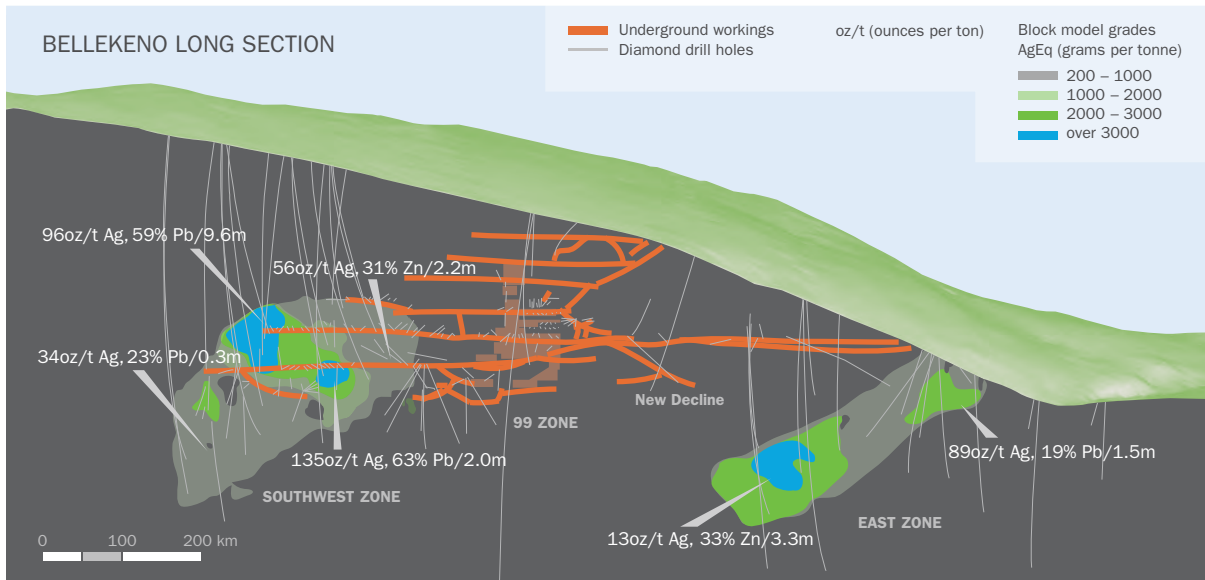 BELLEKENO LONG SECTION
Underground workings
Diamond drill holes
oz/t (ounces per ton)
Block model grades
AgEq (grams per tonne)
200 – 1000
1000 – 2000
2000 – 3000
over 3000
96oz/t Ag, 59% Pb/9.6m
56oz/t Ag, 31% Zn/2.2m
34oz/t Ag, 23% Pb/0.3m
New Decline
99 ZONE
135oz/t Ag, 63% Pb/2.0m
89oz/t Ag, 19% Pb/1.5m
SOUTHWEST ZONE
EAST ZONE
13oz/t Ag, 33% Zn/3.3m
0 100 200 km